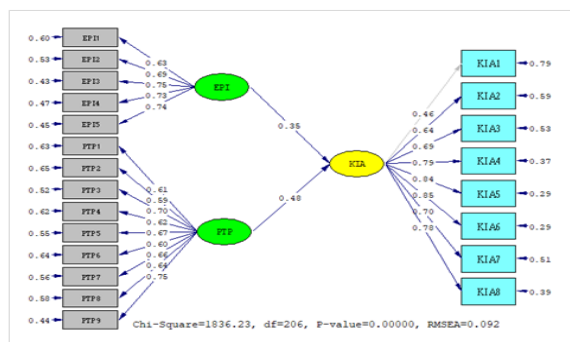 0.60 EPI1
0.53 EPI2
0.43 EPI3
0.47 EPI4
0.45 EPI5
0.63 PTP1
0.65 PTP2
0.52 PTP3
0.62 PTP4
0.55 PTP5
0.64 PTP6
0.56 PTP7
0.58 PTP8
0.44 PTP9
0.63
0.69
0.75
0.73
0.74
EPI
0.61
0.59
0.70
0.62
0.67
0.60
0.66
0.64
0.75
PTP
0.35
0.48
KIA
0.46
0.64
0.69
0.79
0.84
0.85
0.70
0.78
KIA1 0.79
KIA2 0.59
KIA3 0.53
KIA4 0.37
KIA5 0.29
KIA6 0.29
KIA7 0.51
KIA8 0.39
Chi-Square=1836.23, df=206, P-value=0.00000, RMSEA=0.092